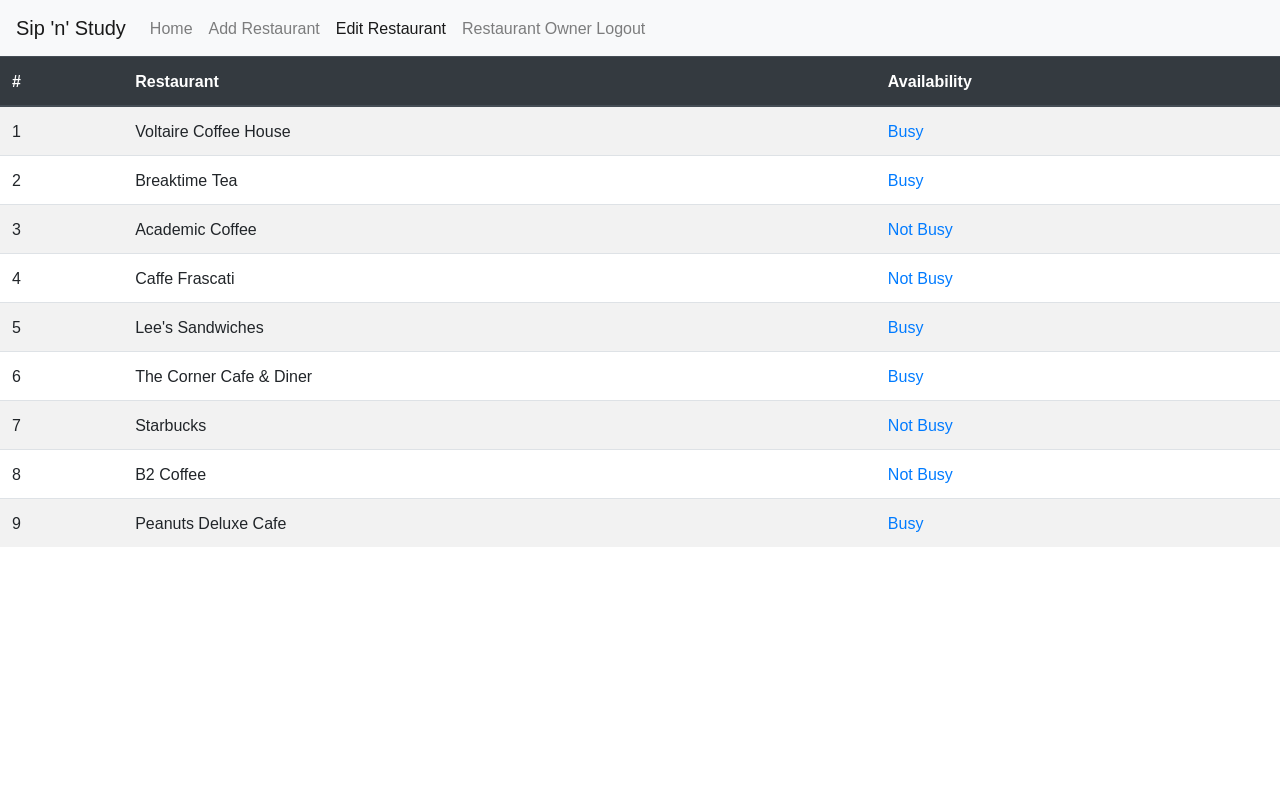 Sip 'n' Study Home Add Restaurant Edit Restaurant Restaurant Owner Logout
# Restaurant Availability
1 Voltaire Coffee House Busy
2 Breaktime Tea Busy
3 Academic Coffee Not Busy
4 Caffe Frascati Not Busy
5 Lee's Sandwiches Busy
6 The Corner Cafe & Diner Busy
7 Starbucks Not Busy
8 B2 Coffee Not Busy
9 Peanuts Deluxe Cafe Busy